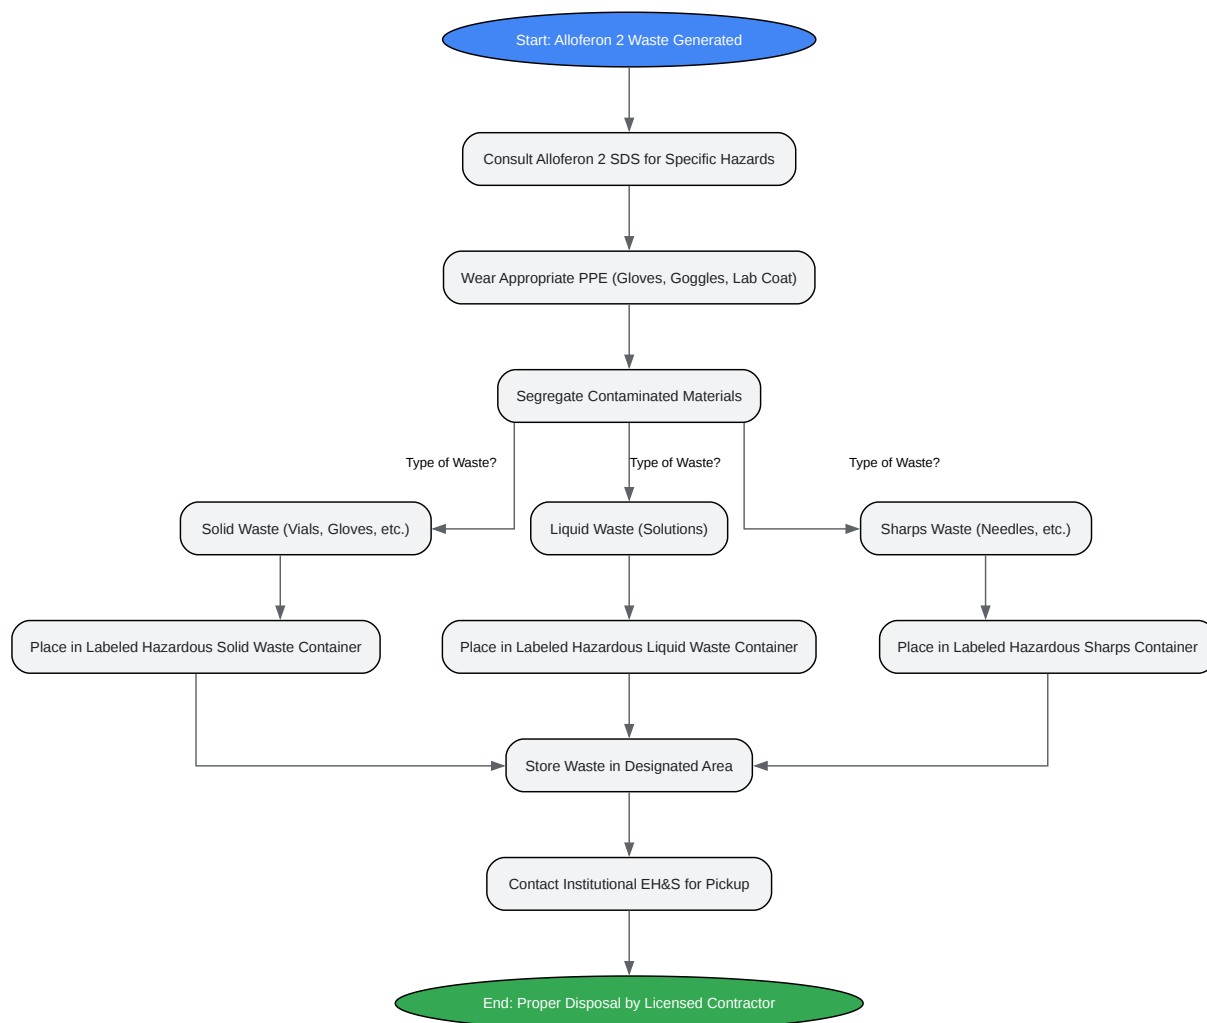 Start: Alloferon 2 Waste Generated
Consult Alloferon 2 SDS for Specific Hazards
Wear Appropriate PPE (Gloves, Goggles, Lab Coat)
Segregate Contaminated Materials
Type of Waste?
Type of Waste?
Type of Waste?
Solid Waste (Vials, Gloves, etc.)
Liquid Waste (Solutions)
Sharps Waste (Needles, etc.)
Place in Labeled Hazardous Solid Waste Container
Place in Labeled Hazardous Liquid Waste Container
Place in Labeled Hazardous Sharps Container
Store Waste in Designated Area
Contact Institutional EH&S for Pickup
End: Proper Disposal by Licensed Contractor